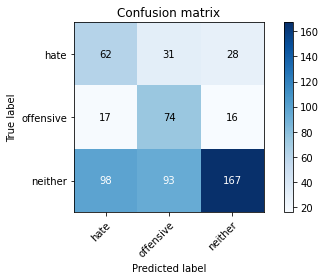 Confusion matrix
hate 62 31 28
offensive 17 74 16
neither 98 93 167
hate offensive neither
True label
Predicted label
160
140
120
100
80
60
40
20